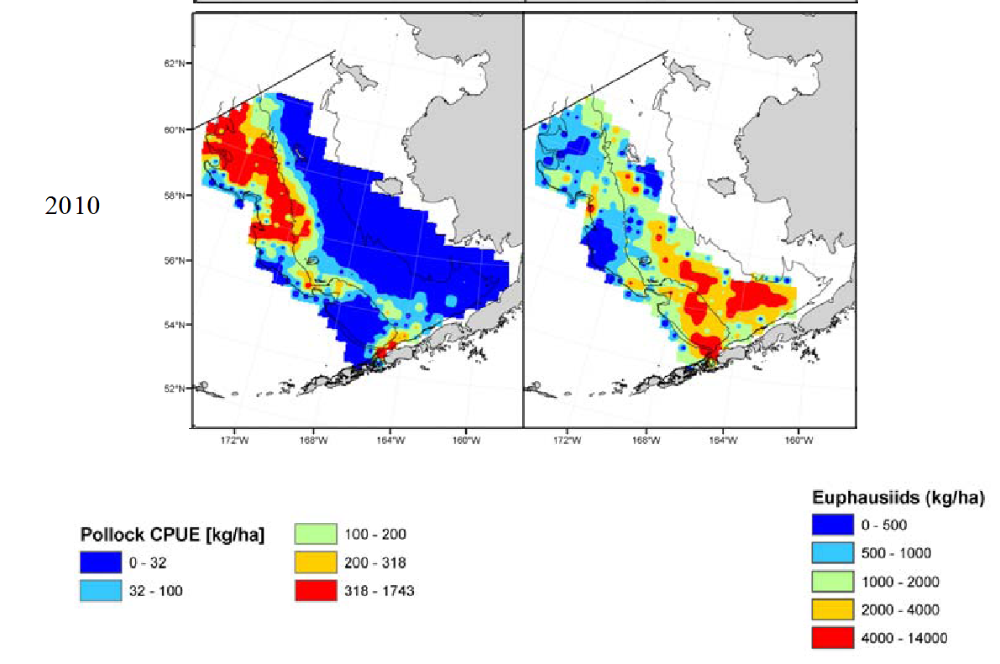 62°N
60°N
58°N
56°N
54°N
52°N
2010
172°W 168°W 164°W 160°W 172°W 168°W 164°W 160°W
Pollock CPUE [kg/ha]
0 - 32
32 - 100
100 - 200
200 - 318
318 - 1743
Euphausiids (kg/ha)
0 - 500
500 - 1000
1000 - 2000
2000 - 4000
4000 - 14000